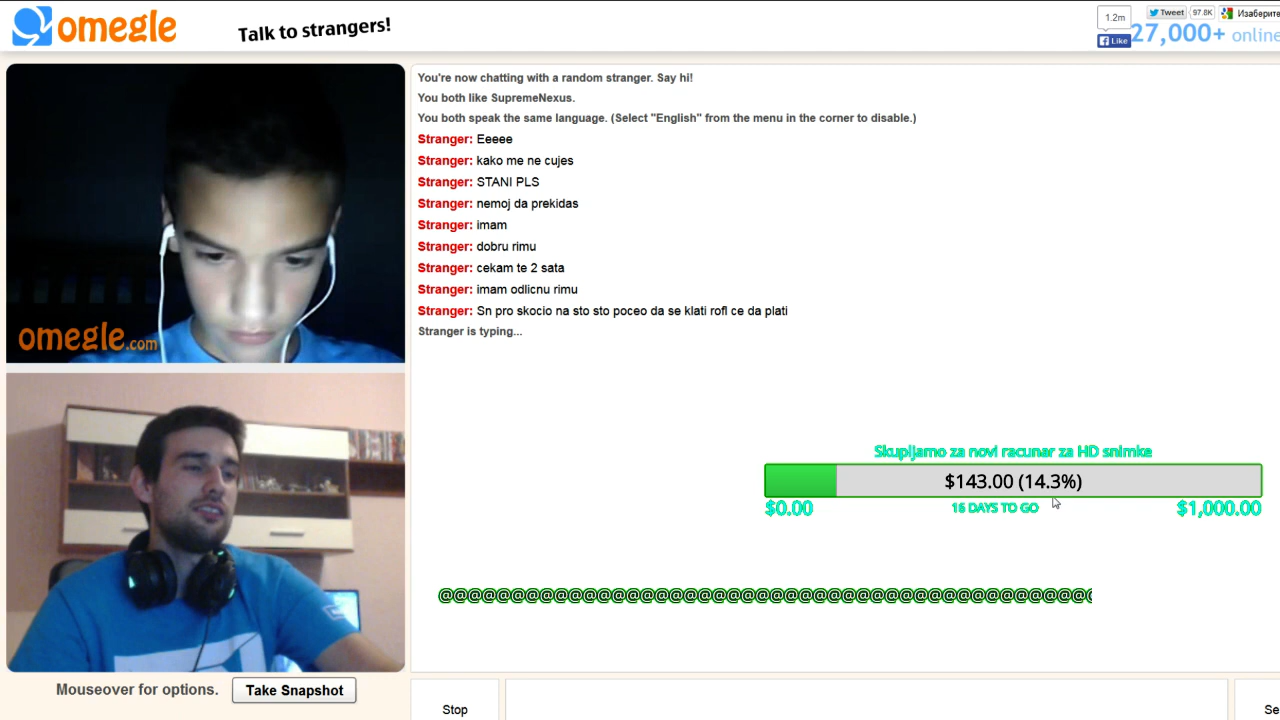 omegle
Talk to strangers!
1.2m
Like
Tweet
97.8K
Изаберите
27,000+ online
You're now chatting with a random stranger. Say hi!
You both like SupremeNexus.
You both speak the same language. (Select "English" from the menu in the corner to disable.)
Stranger: Eeeee
Stranger: kako me ne cujes
Stranger: STANI PLS
Stranger: nemoj da prekidas
Stranger: imam
Stranger: dobru rimu
Stranger: cekam te 2 sata
Stranger: imam odlicnu rimu
Stranger: Sn pro skocio na sto sto poceo da se klati rofl ce da plati
Stranger is typing...
omegle.com
Skupljamo za novi racunar za HD snimke
$143.00 (14.3%)
$0.00
16 DAYS TO GO
$1,000.00
@@@@@@@@@@@@@@@@@@@@@@@@@@@@@@@@@@@@@@@@@@@@@
Mouseover for options.
Take Snapshot
Stop
Se